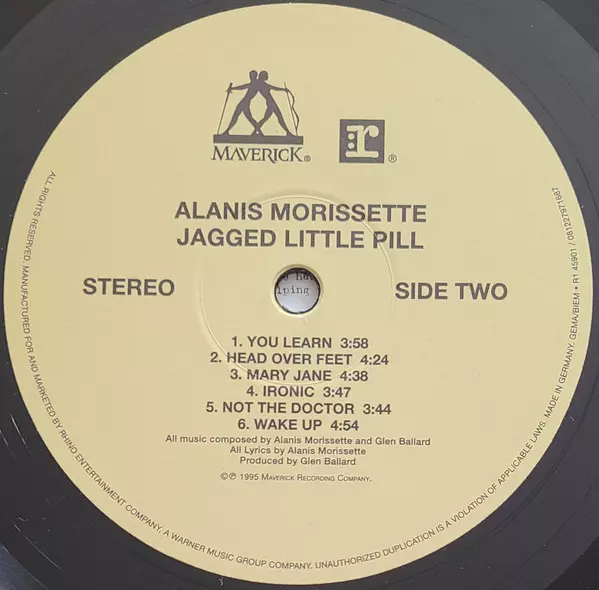 MAVERICK®
r®
ALANIS MORISSETTE
JAGGED LITTLE PILL
STEREO
SIDE TWO
1. YOU LEARN 3:58
2. HEAD OVER FEET 4:24
3. MARY JANE 4:38
4. IRONIC 3:47
5. NOT THE DOCTOR 3:44
6. WAKE UP 4:54
All music composed by Alanis Morissette and Glen Ballard
All Lyrics by Alanis Morissette
Produced by Glen Ballard
©℗ 1995 MAVERICK RECORDING COMPANY.
ALL RIGHTS RESERVED. MANUFACTURED FOR AND MARKETED BY RHINO ENTERTAINMENT COMPANY, A WARNER MUSIC GROUP COMPANY. UNAUTHORIZED DUPLICATION IS A VIOLATION OF APPLICABLE LAWS. MADE IN GERMANY. GEMA/BIEM • R1 45901 / 081227971687